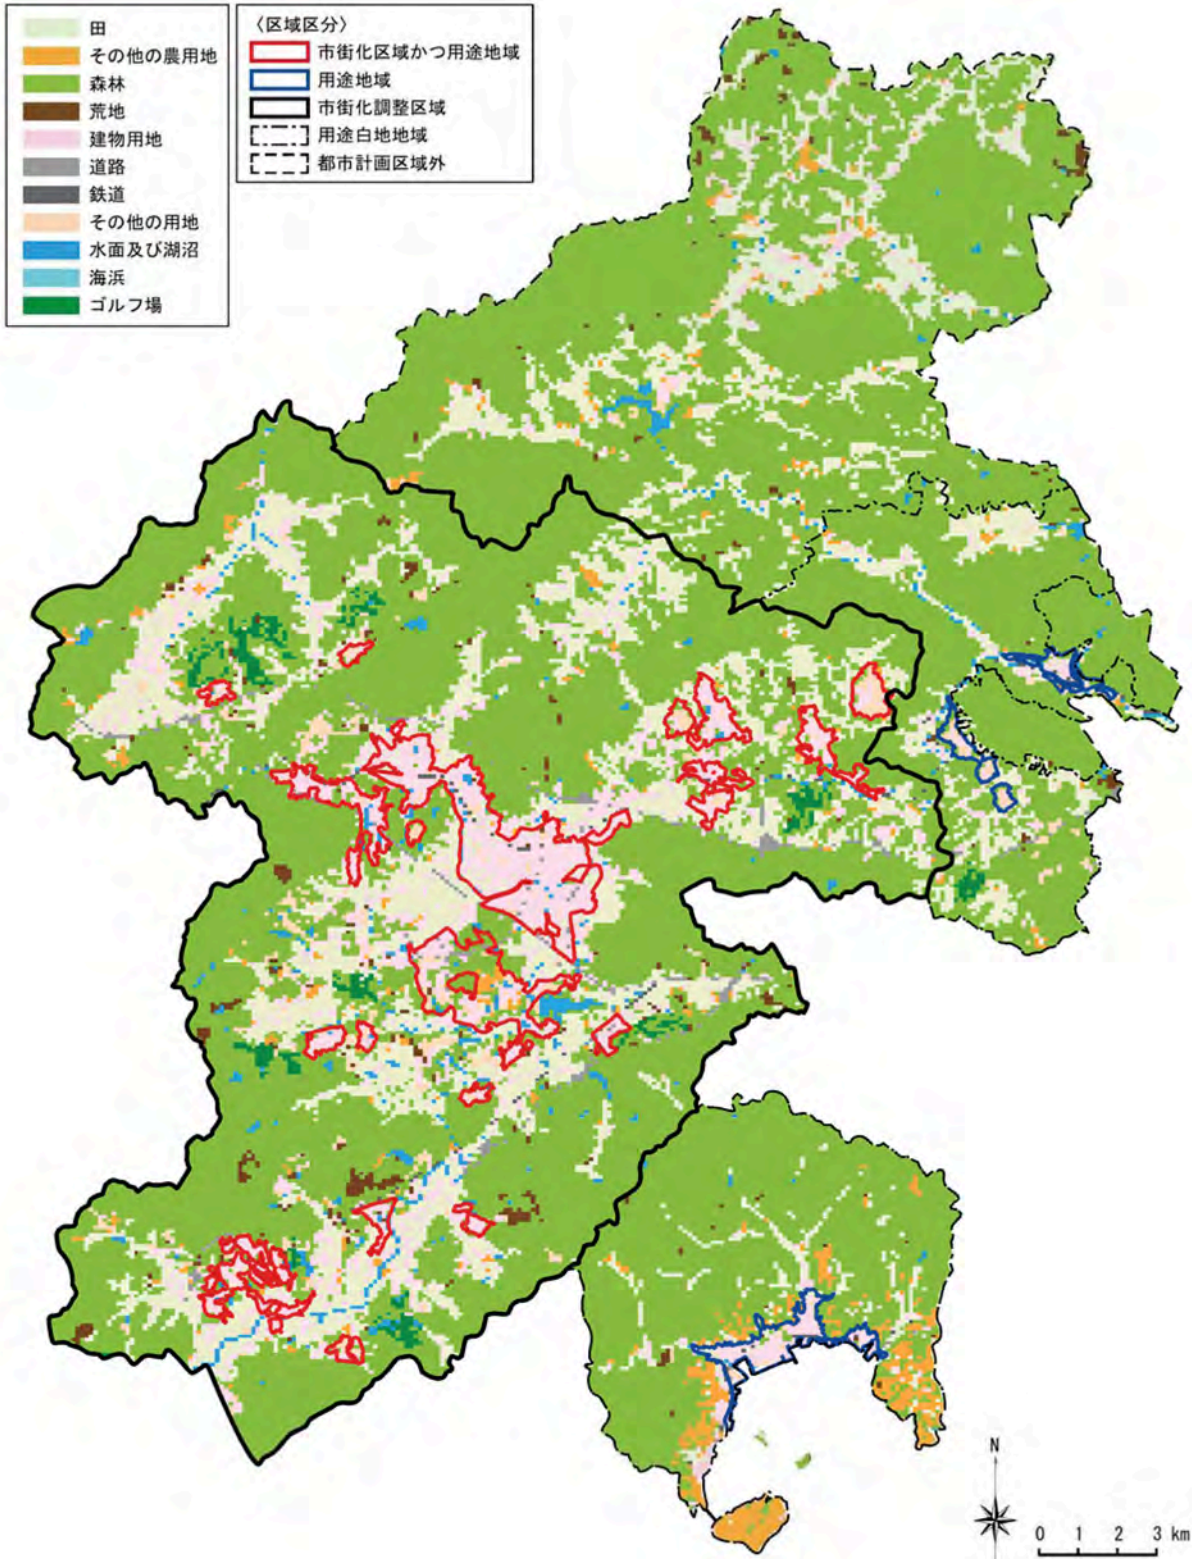 田
その他の農用地
森林
荒地
建物用地
道路
鉄道
その他の用地
水面及び湖沼
海浜
ゴルフ場
〈区域区分〉
市街化区域かつ用途地域
用途地域
市街化調整区域
用途白地地域
都市計画区域外
N
0 1 2 3 km